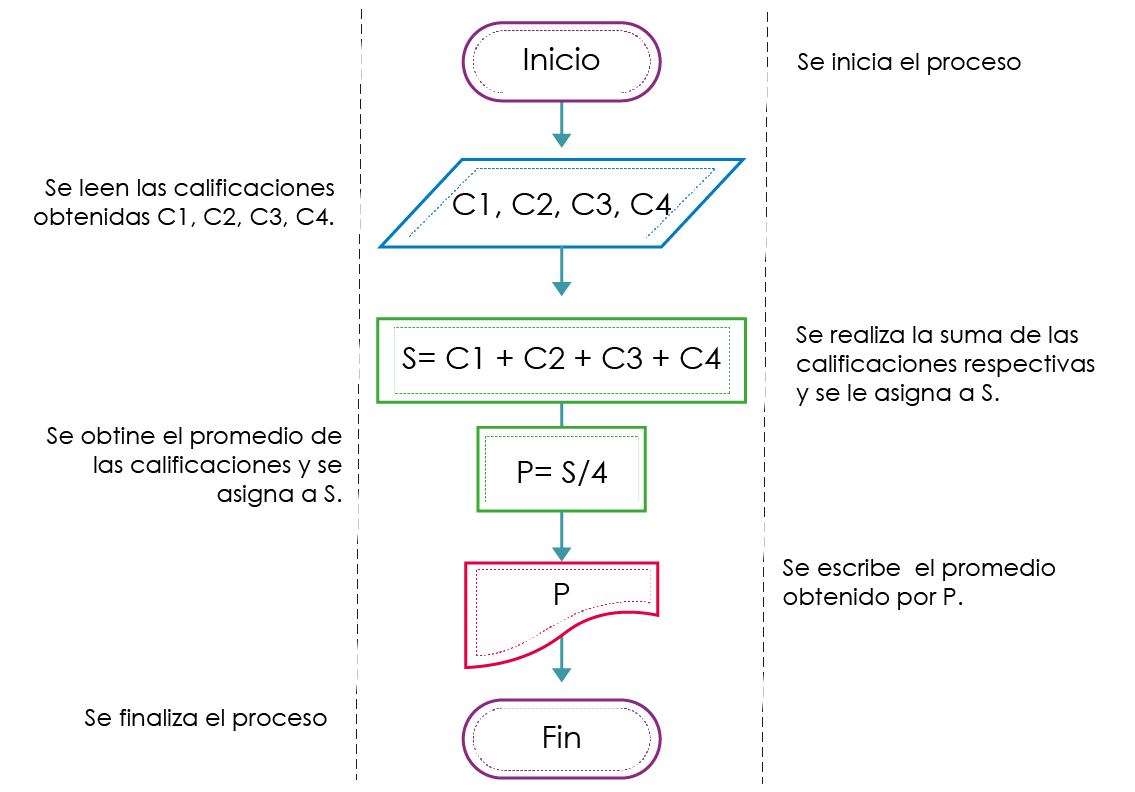 Inicio
Se inicia el proceso
Se leen las calificaciones
obtenidas C1, C2, C3, C4.
C1, C2, C3, C4
S= C1 + C2 + C3 + C4
Se realiza la suma de las
calificaciones respectivas
y se le asigna a S.
Se obtine el promedio de
las calificaciones y se
asigna a S.
P= S/4
P
Se escribe  el promedio
obtenido por P.
Se finaliza el proceso
Fin